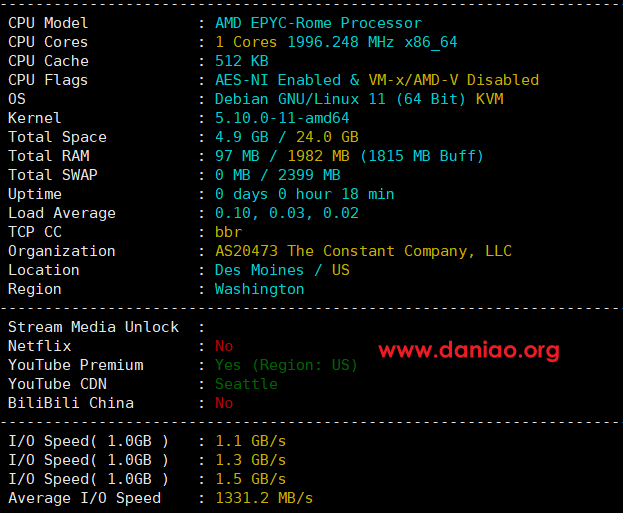 CPU Model : AMD EPYC-Rome Processor
CPU Cores : 1 Cores 1996.248 MHz x86_64
CPU Cache : 512 KB
CPU Flags : AES-NI Enabled & VM-x/AMD-V Disabled
OS : Debian GNU/Linux 11 (64 Bit) KVM
Kernel : 5.10.0-11-amd64
Total Space : 4.9 GB / 24.0 GB
Total RAM : 97 MB / 1982 MB (1815 MB Buff)
Total SWAP : 0 MB / 2399 MB
Uptime : 0 days 0 hour 18 min
Load Average : 0.10, 0.03, 0.02
TCP CC : bbr
Organization : AS20473 The Constant Company, LLC
Location : Des Moines / US
Region : Washington
Stream Media Unlock :
Netflix : No
www.daniao.org
YouTube Premium : Yes (Region: US)
YouTube CDN : Seattle
BiliBili China : No
I/O Speed( 1.0GB ) : 1.1 GB/s
I/O Speed( 1.0GB ) : 1.3 GB/s
I/O Speed( 1.0GB ) : 1.5 GB/s
Average I/O Speed : 1331.2 MB/s